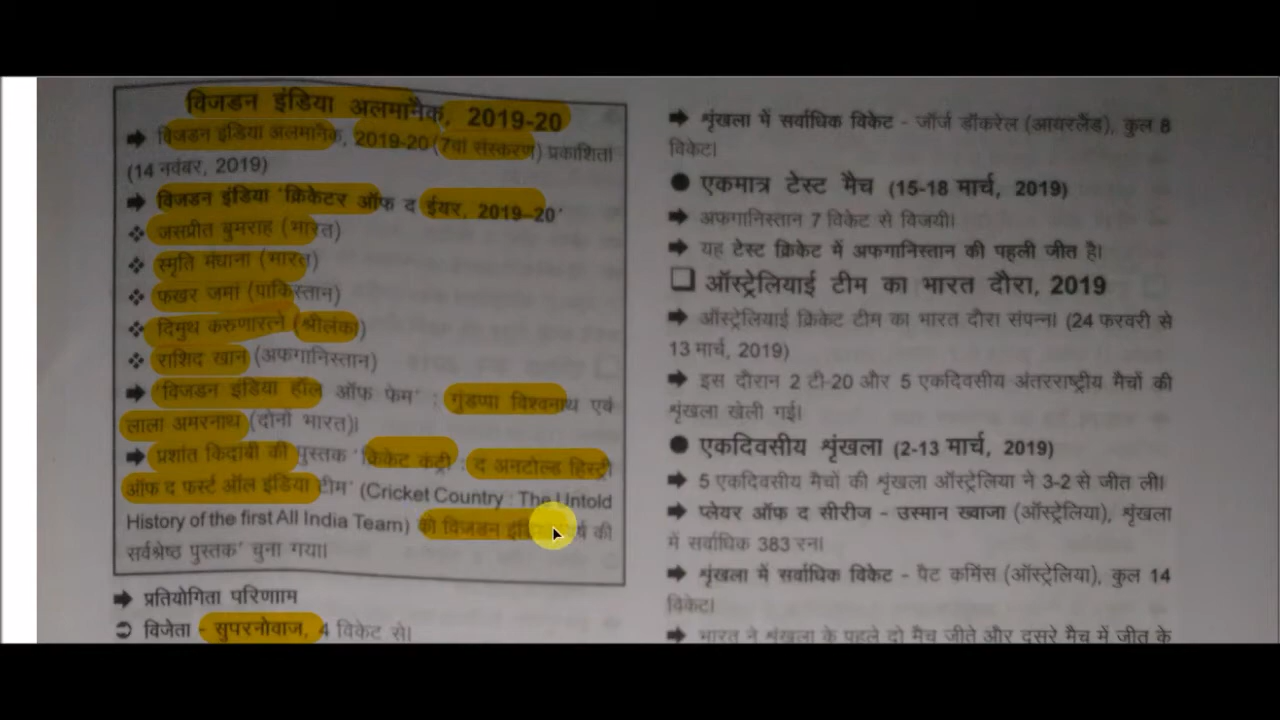 विजडन इंडिया अलमानैक, 2019-20
➡ विजडन इंडिया अलमानैक, 2019-20 (7वां संस्करण) प्रकाशित।
(14 नवंबर, 2019)
➡ विजडन इंडिया 'क्रिकेटर ऑफ द ईयर, 2019–20'
❖ जसप्रीत बुमराह (भारत)
❖ स्मृति मंधाना (भारत)
❖ फखर जमां (पाकिस्तान)
❖ दिमुथ करुणारत्ने (श्रीलंका)
❖ राशिद खान (अफगानिस्तान)
➡ 'विजडन इंडिया हॉल ऑफ फेम' : गुंडप्पा विश्वनाथ एवं
लाला अमरनाथ (दोनों भारत)।
➡ प्रशांत किदांबी की पुस्तक 'क्रिकेट कंट्री : द अनटोल्ड हिस्ट्री
ऑफ द फर्स्ट ऑल इंडिया टीम' (Cricket Country : The Untold
History of the first All India Team) को विजडन
सर्वश्रेष्ठ पुस्तक' चुना गया।
➡ प्रतियोगिता परिणाम
➲ विजेता - सुपरनोवाज, 4 विकेट से।
➡ शृंखला में सर्वाधिक विकेट - जॉर्ज डॉकरेल (आयरलैंड), कुल 8
विकेट।
● एकमात्र टेस्ट मैच (15-18 मार्च, 2019)
➡ अफगानिस्तान 7 विकेट से विजयी।
➡ यह टेस्ट क्रिकेट में अफगानिस्तान की पहली जीत है।
❑ ऑस्ट्रेलियाई टीम का भारत दौरा, 2019
➡ ऑस्ट्रेलियाई क्रिकेट टीम का भारत दौरा संपन्न। (24 फरवरी से
13 मार्च, 2019)
➡ इस दौरान 2 टी-20 और 5 एकदिवसीय अंतरराष्ट्रीय मैचों की
शृंखला खेली गई।
● एकदिवसीय शृंखला (2-13 मार्च, 2019)
➡ 5 एकदिवसीय मैचों की शृंखला ऑस्ट्रेलिया ने 3-2 से जीत ली।
➡ प्लेयर ऑफ द सीरीज - उस्मान ख्वाजा (ऑस्ट्रेलिया), शृंखला
में सर्वाधिक 383 रन।
➡ शृंखला में सर्वाधिक विकेट - पैट कमिंस (ऑस्ट्रेलिया), कुल 14
विकेट।
➡ भारत ने शृंखला के पहले दो मैच जीते और दूसरे मैच में जीत के